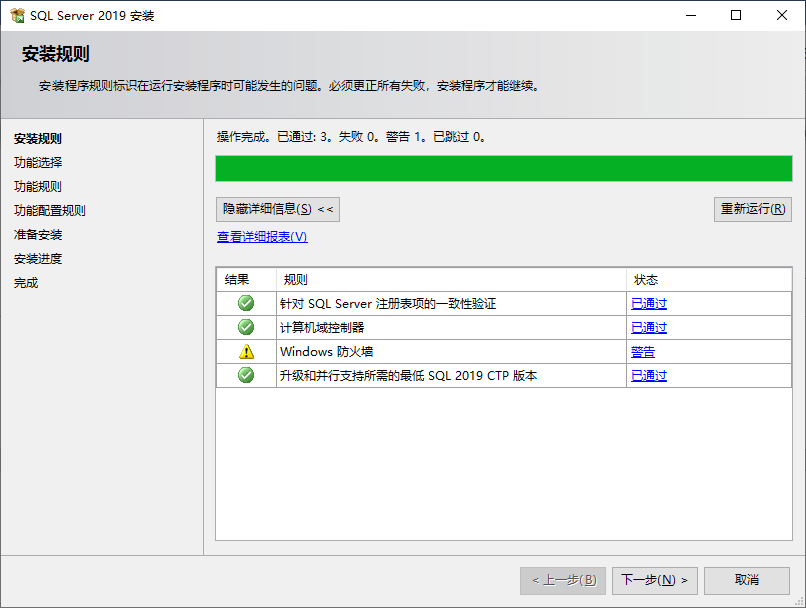 SQL Server 2019 安装
安装规则
安装程序规则标识在运行安装程序时可能发生的问题。必须更正所有失败，安装程序才能继续。
安装规则
功能选择
功能规则
功能配置规则
准备安装
安装进度
完成
操作完成。已通过: 3。失败 0。警告 1。已跳过 0。
隐藏详细信息(S) <<
重新运行(R)
查看详细报表(V)
结果 规则 状态
针对 SQL Server 注册表项的一致性验证 已通过
计算机域控制器 已通过
Windows 防火墙 警告
升级和并行支持所需的最低 SQL 2019 CTP 版本 已通过
< 上一步(B) 下一步(N) > 取消